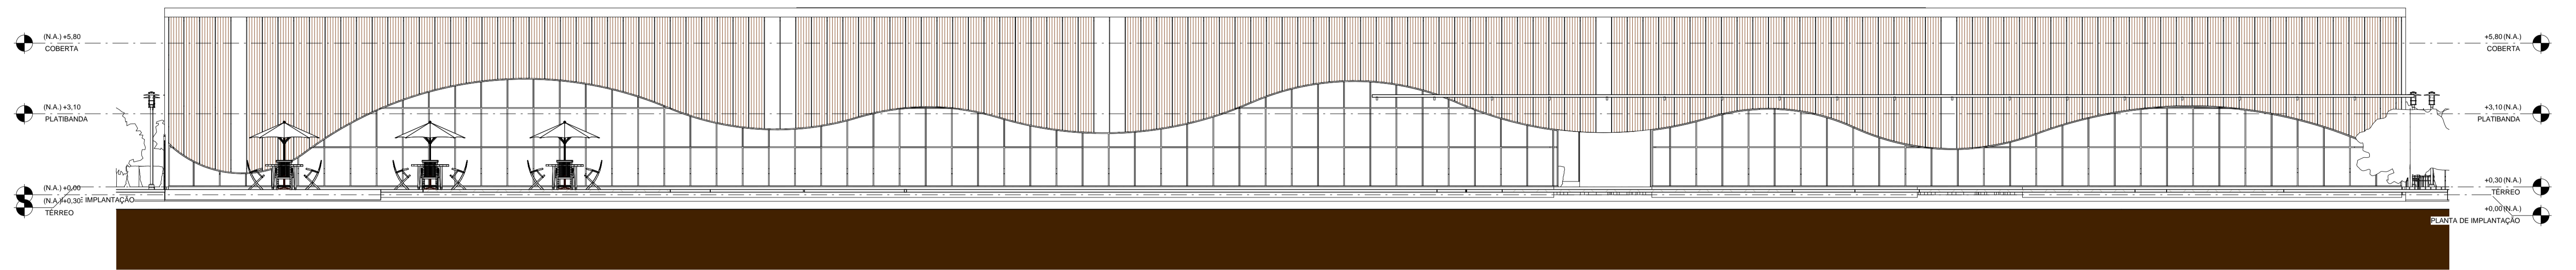 (N.A.) +5,80
COBERTA
+5,80 (N.A.)
COBERTA
(N.A.) +3,10
PLATIBANDA
+3,10 (N.A.)
PLATIBANDA
(N.A.) +0,00
E IMPLANTAÇÃO
(N.A.) +0,30
TÉRREO
+0,30 (N.A.)
TÉRREO
+0,00 (N.A.)
PLANTA DE IMPLANTAÇÃO